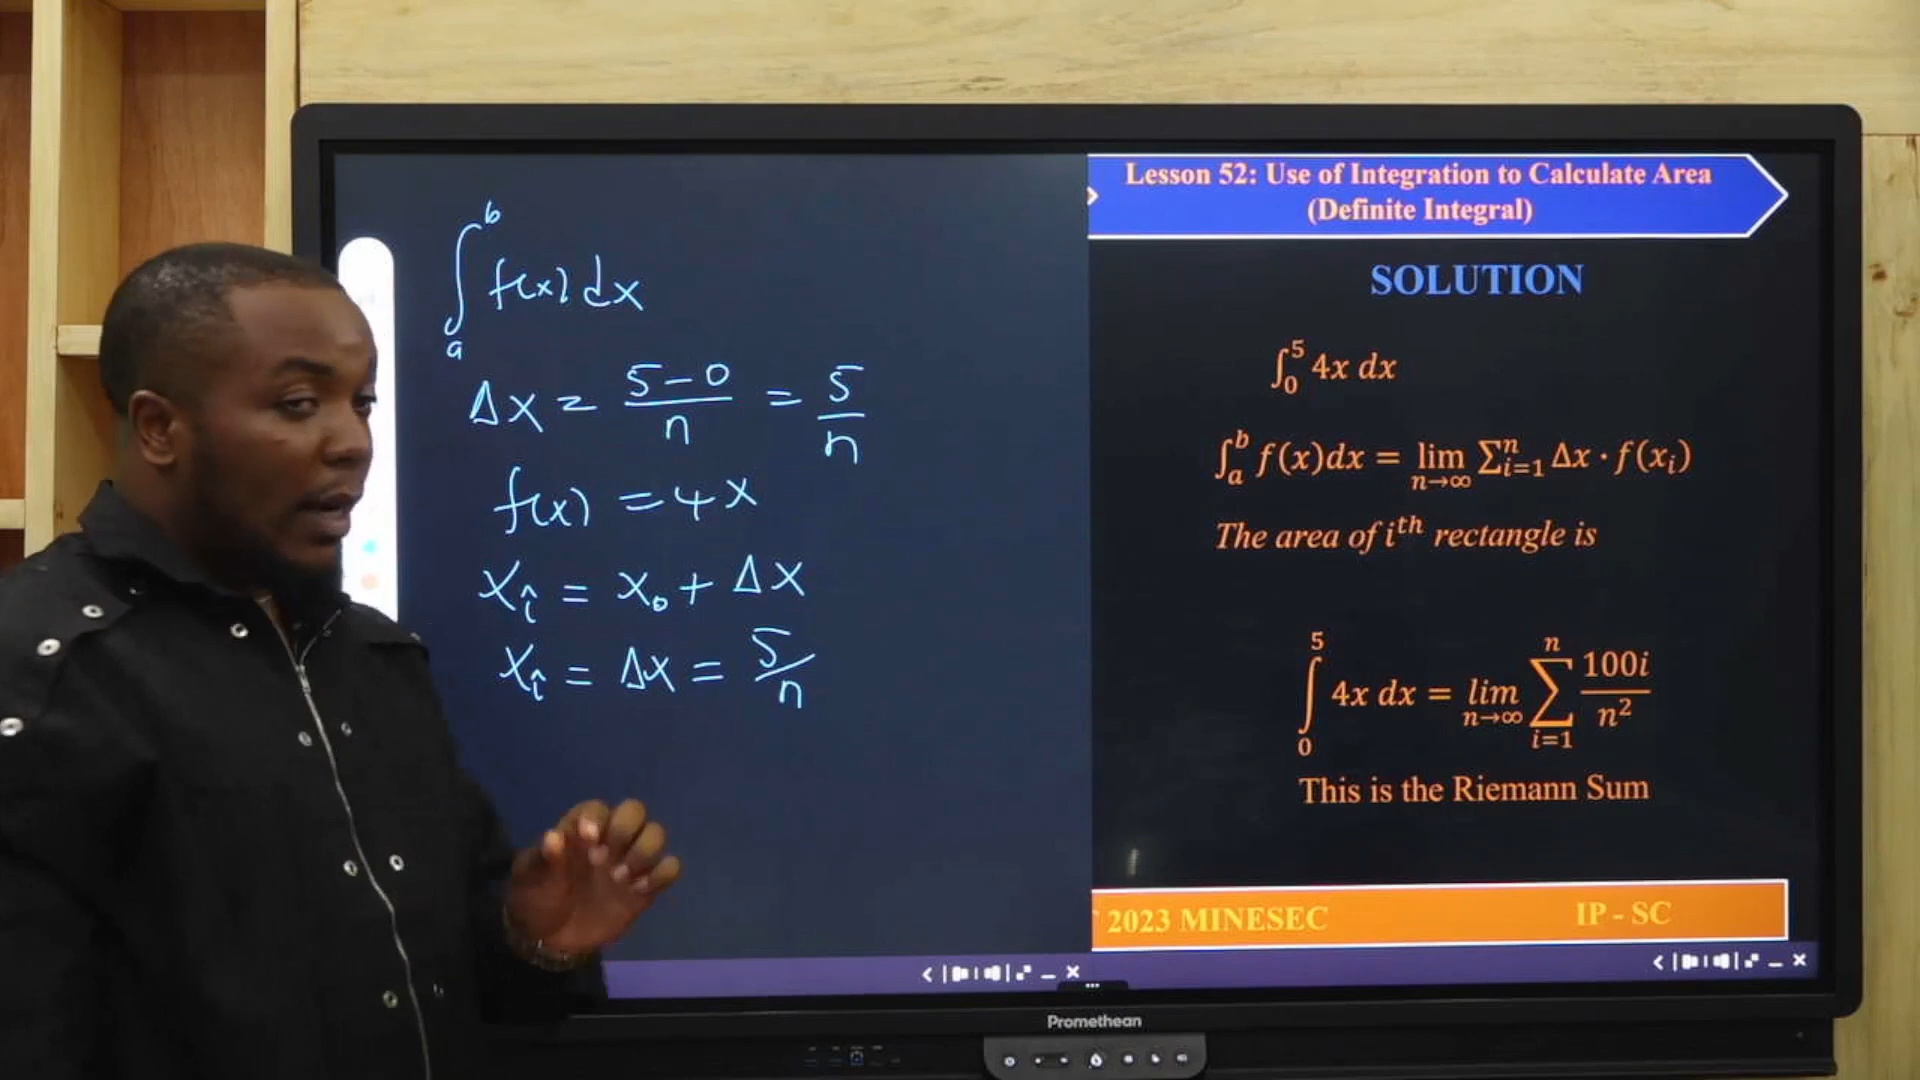 ∫_a^b f(x) dx
Δx = (5-0)/n = 5/n
f(x) = 4x
x_i = x_0 + Δx
x_i = Δx = 5/n
Lesson 52: Use of Integration to Calculate Area
(Definite Integral)
SOLUTION
∫_0^5 4x dx
∫_a^b f(x)dx = lim_{n→∞} Σ_{i=1}^n Δx · f(x_i)
The area of i^th rectangle is
∫_0^5 4x dx = lim_{n→∞} Σ_{i=1}^n 100i/n²
This is the Riemann Sum
2023 MINESEC
IP - SC
Promethean